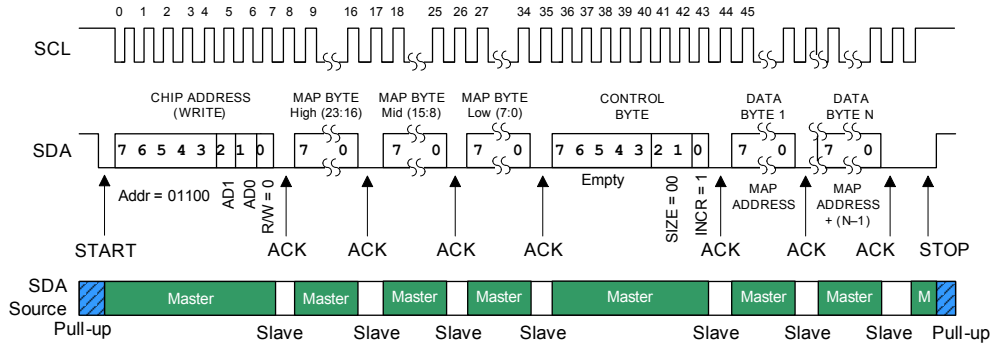 0 1 2 3 4 5 6 7 8 9 16 17 18 25 26 27 34 35 36 37 38 39 40 41 42 43 44 45
SCL
CHIP ADDRESS (WRITE)
MAP BYTE High (23:16)
MAP BYTE Mid (15:8)
MAP BYTE Low (7:0)
CONTROL BYTE
DATA BYTE 1
DATA BYTE N
SDA
7 6 5 4 3 2 1 0 7 0 7 0 7 0 7 6 5 4 3 2 1 0 7 0 7 0
Addr = 01100
AD1
AD0
R/W = 0
Empty
SIZE = 00
INCR = 1
MAP ADDRESS
MAP ADDRESS + (N–1)
START ACK ACK ACK ACK ACK ACK ACK STOP
SDA Source
Master Master Master Master Master Master Master M
Pull-up Slave Slave Slave Slave Slave Slave Slave Pull-up